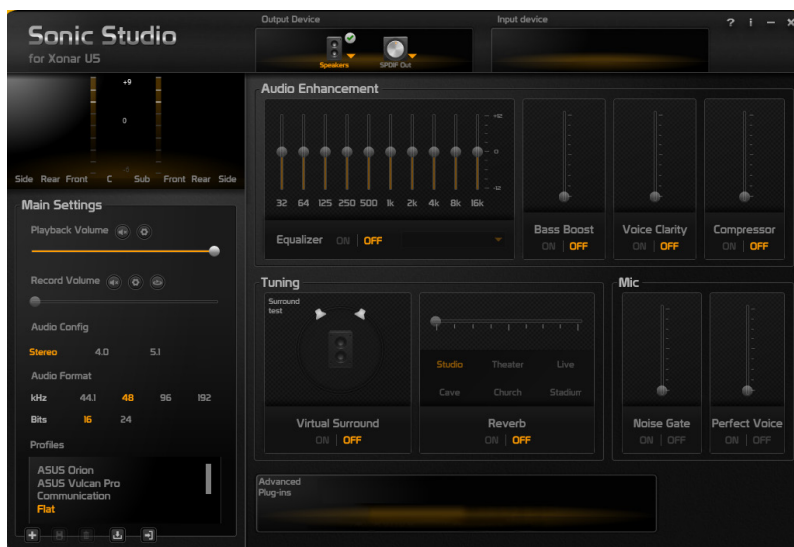 Sonic Studio
for Xonar U5
Output Device
Input device
? i − ×
Speakers SPDIF Out
+9
0
Side Rear Front C Sub Front Rear Side
Main Settings
Playback Volume
Record Volume
Audio Config
Stereo 4.0 5.1
Audio Format
kHz 44.1 48 96 192
Bits 16 24
Profiles
ASUS Orion
ASUS Vulcan Pro
Communication
Flat
Audio Enhancement
+12
0
-12
32 64 125 250 500 1k 2k 4k 8k 16k
Equalizer ON | OFF
Bass Boost
ON | OFF
Voice Clarity
ON | OFF
Compressor
ON | OFF
Tuning
Surround
test
Virtual Surround
ON | OFF
Studio Theater Live
Cave Church Stadium
Reverb
ON | OFF
Mic
Noise Gate
ON | OFF
Perfect Voice
ON | OFF
Advanced
Plug-ins